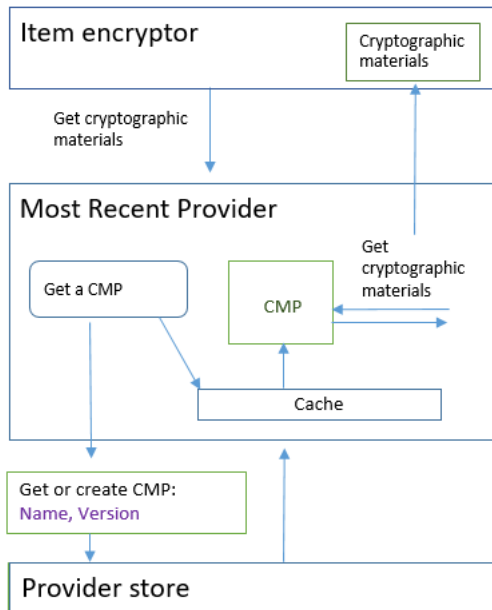 Item encryptor
Cryptographic
materials
Get cryptographic
materials
Most Recent Provider
Get
cryptographic
materials
Get a CMP
CMP
Cache
Get or create CMP:
Name, Version
Provider store